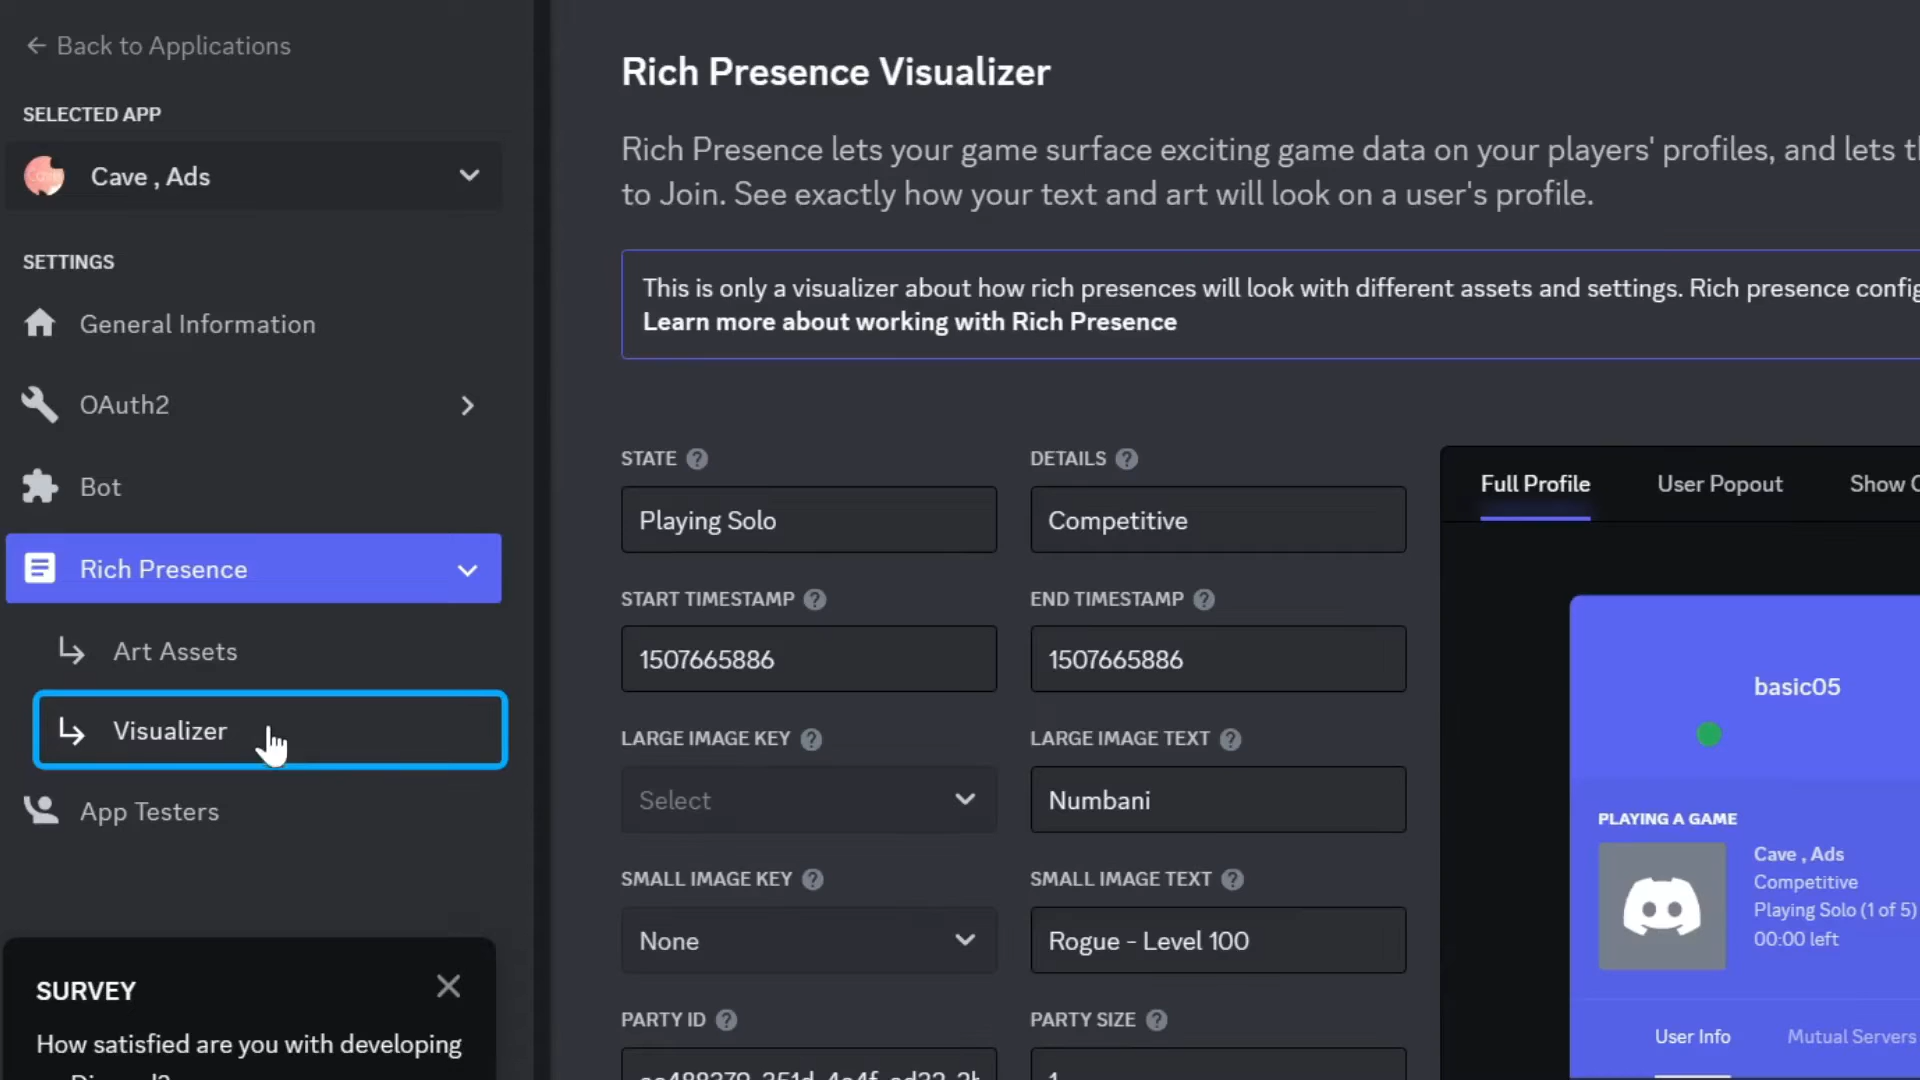 Back to Applications
SELECTED APP
Cave , Ads
SETTINGS
General Information
OAuth2
Bot
Rich Presence
Art Assets
Visualizer
App Testers
SURVEY
How satisfied are you with developing
Rich Presence Visualizer
Rich Presence lets your game surface exciting game data on your players' profiles, and lets
to Join. See exactly how your text and art will look on a user's profile.
This is only a visualizer about how rich presences will look with different assets and settings. Rich presence
Learn more about working with Rich Presence
STATE
DETAILS
Playing Solo
Competitive
START TIMESTAMP
END TIMESTAMP
1507665886
1507665886
LARGE IMAGE KEY
LARGE IMAGE TEXT
Select
Numbani
SMALL IMAGE KEY
SMALL IMAGE TEXT
None
Rogue - Level 100
PARTY ID
PARTY SIZE
Full Profile
User Popout
Show
basic05
PLAYING A GAME
Cave , Ads
Competitive
Playing Solo (1 of 5)
00:00 left
User Info
Mutual Servers